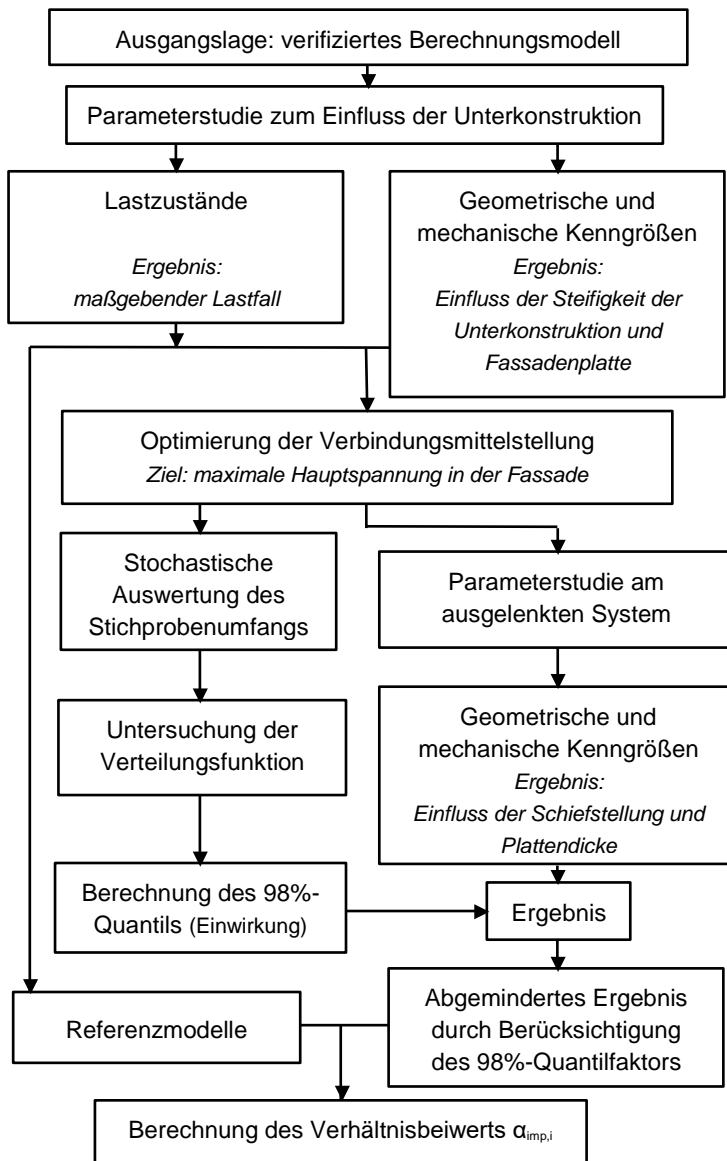 Ausgangslage: verifiziertes Berechnungsmodell
Parameterstudie zum Einfluss der Unterkonstruktion
Lastzustände
Ergebnis:
maßgebender Lastfall
Geometrische und
mechanische Kenngrößen
Ergebnis:
Einfluss der Steifigkeit der
Unterkonstruktion und
Fassadenplatte
Optimierung der Verbindungsmittelstellung
Ziel: maximale Hauptspannung in der Fassade
Stochastische
Auswertung des
Stichprobenumfangs
Parameterstudie am
ausgelenkten System
Untersuchung der
Verteilungsfunktion
Geometrische und
mechanische Kenngrößen
Ergebnis:
Einfluss der Schiefstellung und
Plattendicke
Berechnung des 98%-
Quantils (Einwirkung)
Ergebnis
Referenzmodelle
Abgemindertes Ergebnis
durch Berücksichtigung
des 98%-Quantilfaktors
Berechnung des Verhältnisbeiwerts αimp,i